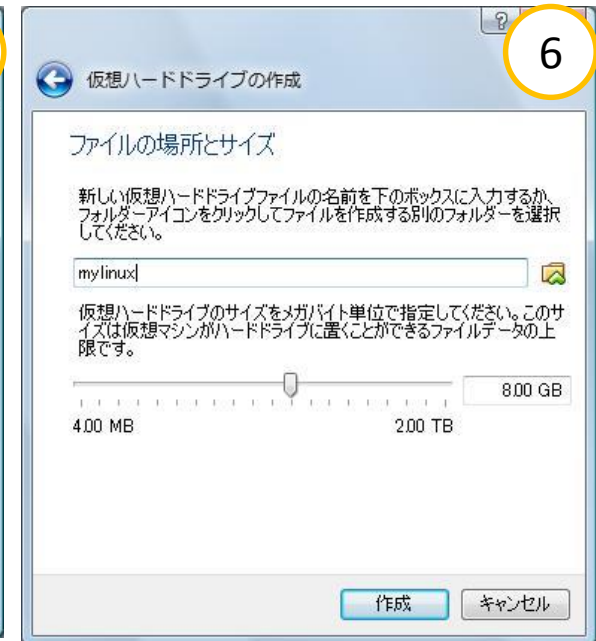 ?
6
仮想ハードドライブの作成
ファイルの場所とサイズ
新しい仮想ハードドライブファイルの名前を下のボックスに入力するか、
フォルダーアイコンをクリックしてファイルを作成する別のフォルダーを選択
してください。
mylinux
仮想ハードドライブのサイズをメガバイト単位で指定してください。このサ
イズは仮想マシンがハードドライブに置くことができるファイルデータの上
限です。
8.00 GB
4.00 MB
2.00 TB
作成
キャンセル